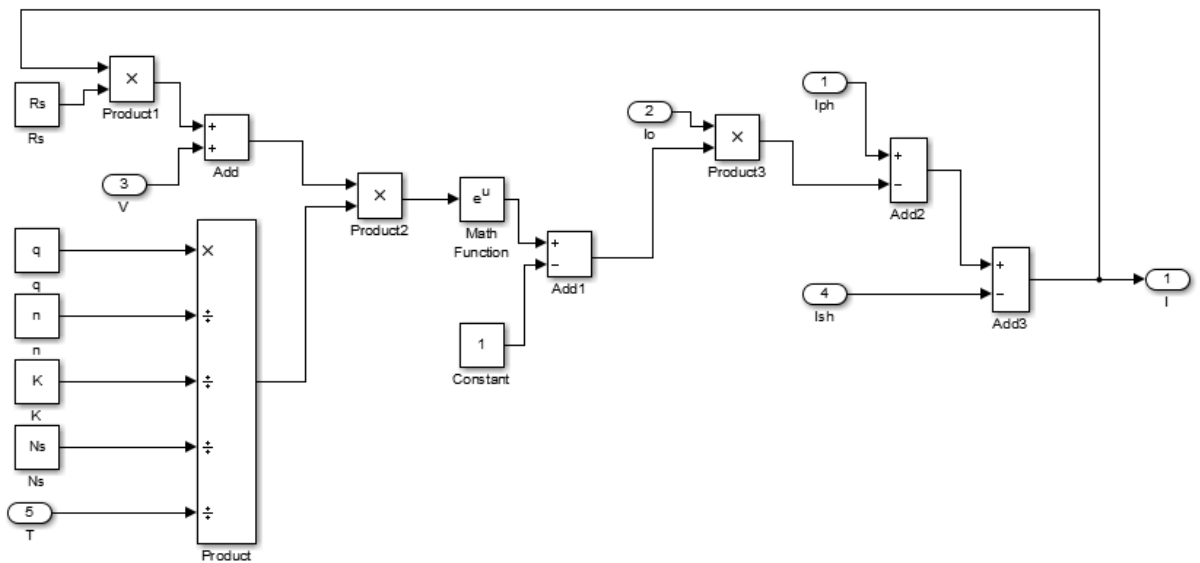 Rs
Rs
×
Product1
+
+
Add
3
V
q
q
n
n
K
K
Ns
Ns
5
T
×
÷
÷
÷
÷
Product
×
Product2
eᵘ
Math
Function
1
Constant
+
−
Add1
2
Io
×
Product3
1
Iph
+
−
Add2
4
Ish
+
−
Add3
1
I